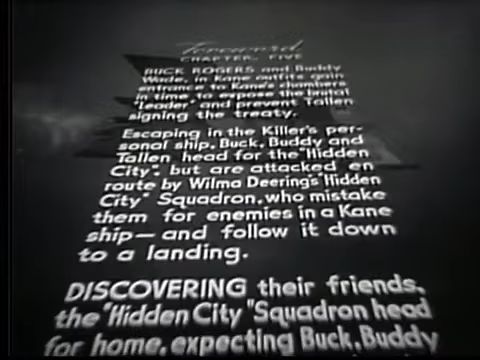 Foreword
CHAPTER FIVE
BUCK ROGERS and Buddy
Wade, in Kane outfits gain
entrance to Kane's chambers
in time to expose the brutal
"Leader" and prevent Tallen
signing the treaty.
Escaping in the Killer's per-
sonal ship, Buck, Buddy and
Tallen head for the "Hidden
City", but are attacked en
route by Wilma Deering's "Hidden
City" Squadron, who mistake
them for enemies in a Kane
ship— and follow it down
to a landing.
DISCOVERING their friends,
the "Hidden City "Squadron head
for home, expecting Buck, Buddy